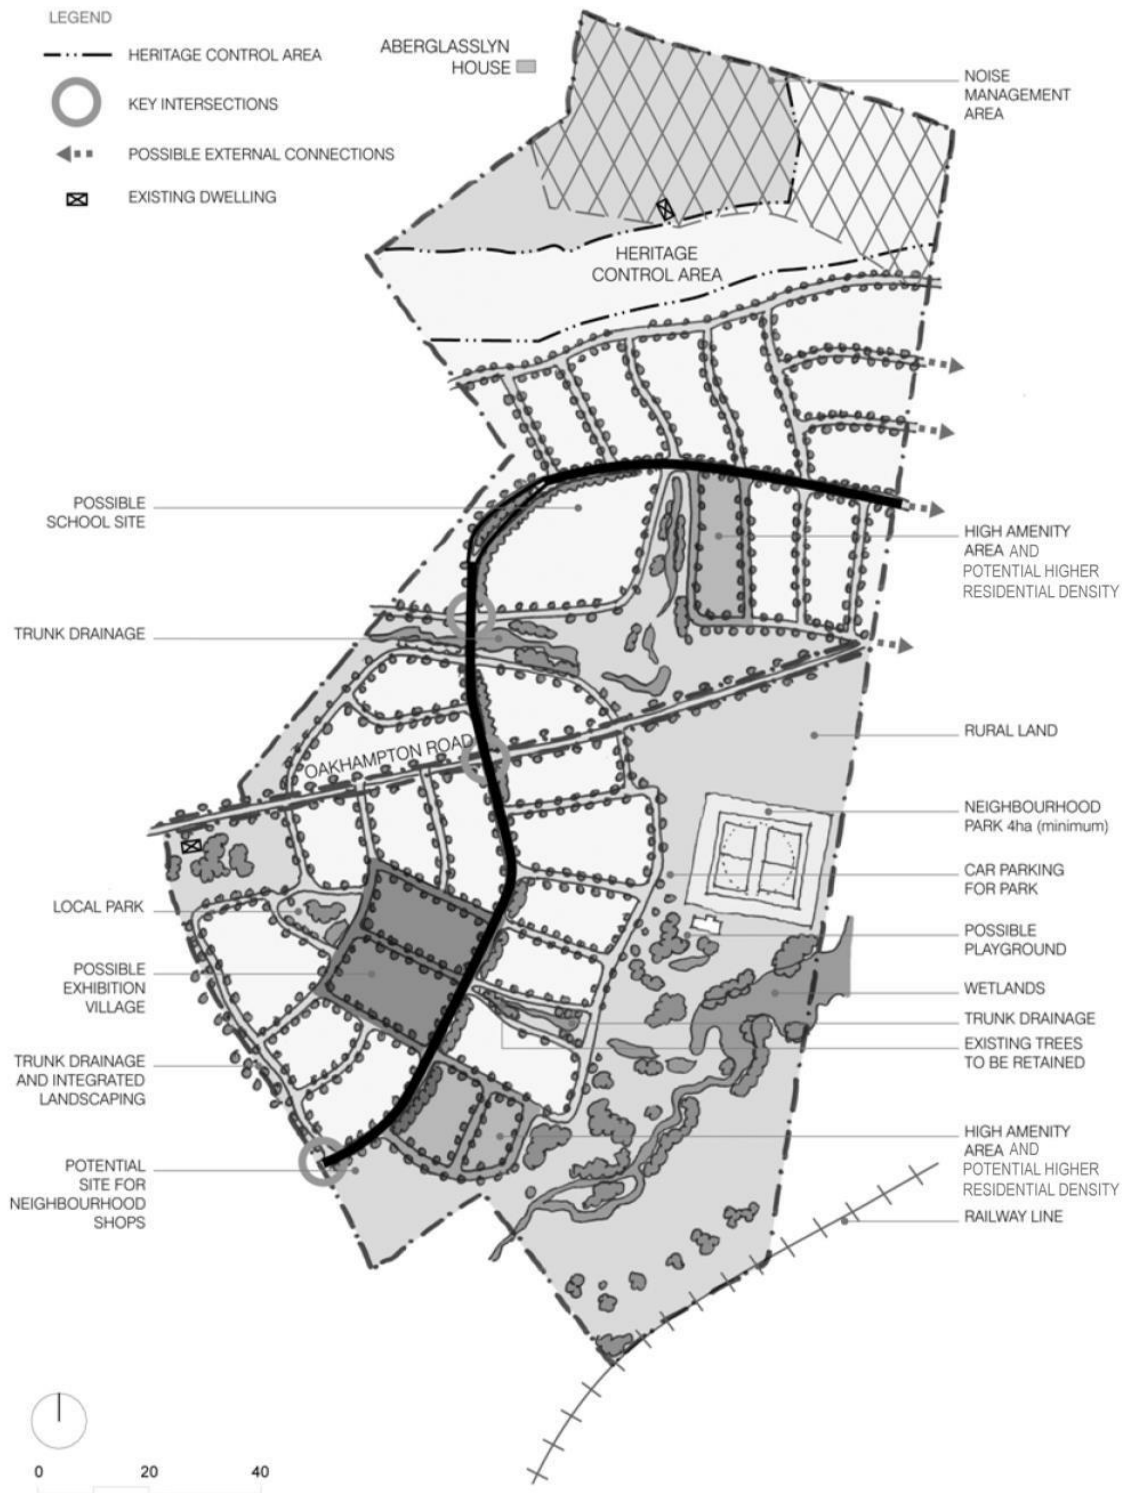 LEGEND
HERITAGE CONTROL AREA
KEY INTERSECTIONS
POSSIBLE EXTERNAL CONNECTIONS
EXISTING DWELLING
ABERGLASSLYN
HOUSE
NOISE
MANAGEMENT
AREA
HERITAGE
CONTROL AREA
POSSIBLE
SCHOOL SITE
HIGH AMENITY
AREA AND
POTENTIAL HIGHER
RESIDENTIAL DENSITY
TRUNK DRAINAGE
OAKHAMPTON ROAD
RURAL LAND
NEIGHBOURHOOD
PARK 4ha (minimum)
CAR PARKING
FOR PARK
LOCAL PARK
POSSIBLE
PLAYGROUND
POSSIBLE
EXHIBITION
VILLAGE
WETLANDS
TRUNK DRAINAGE
EXISTING TREES
TO BE RETAINED
TRUNK DRAINAGE
AND INTEGRATED
LANDSCAPING
HIGH AMENITY
AREA AND
POTENTIAL HIGHER
RESIDENTIAL DENSITY
POTENTIAL
SITE FOR
NEIGHBOURHOOD
SHOPS
RAILWAY LINE
0 20 40